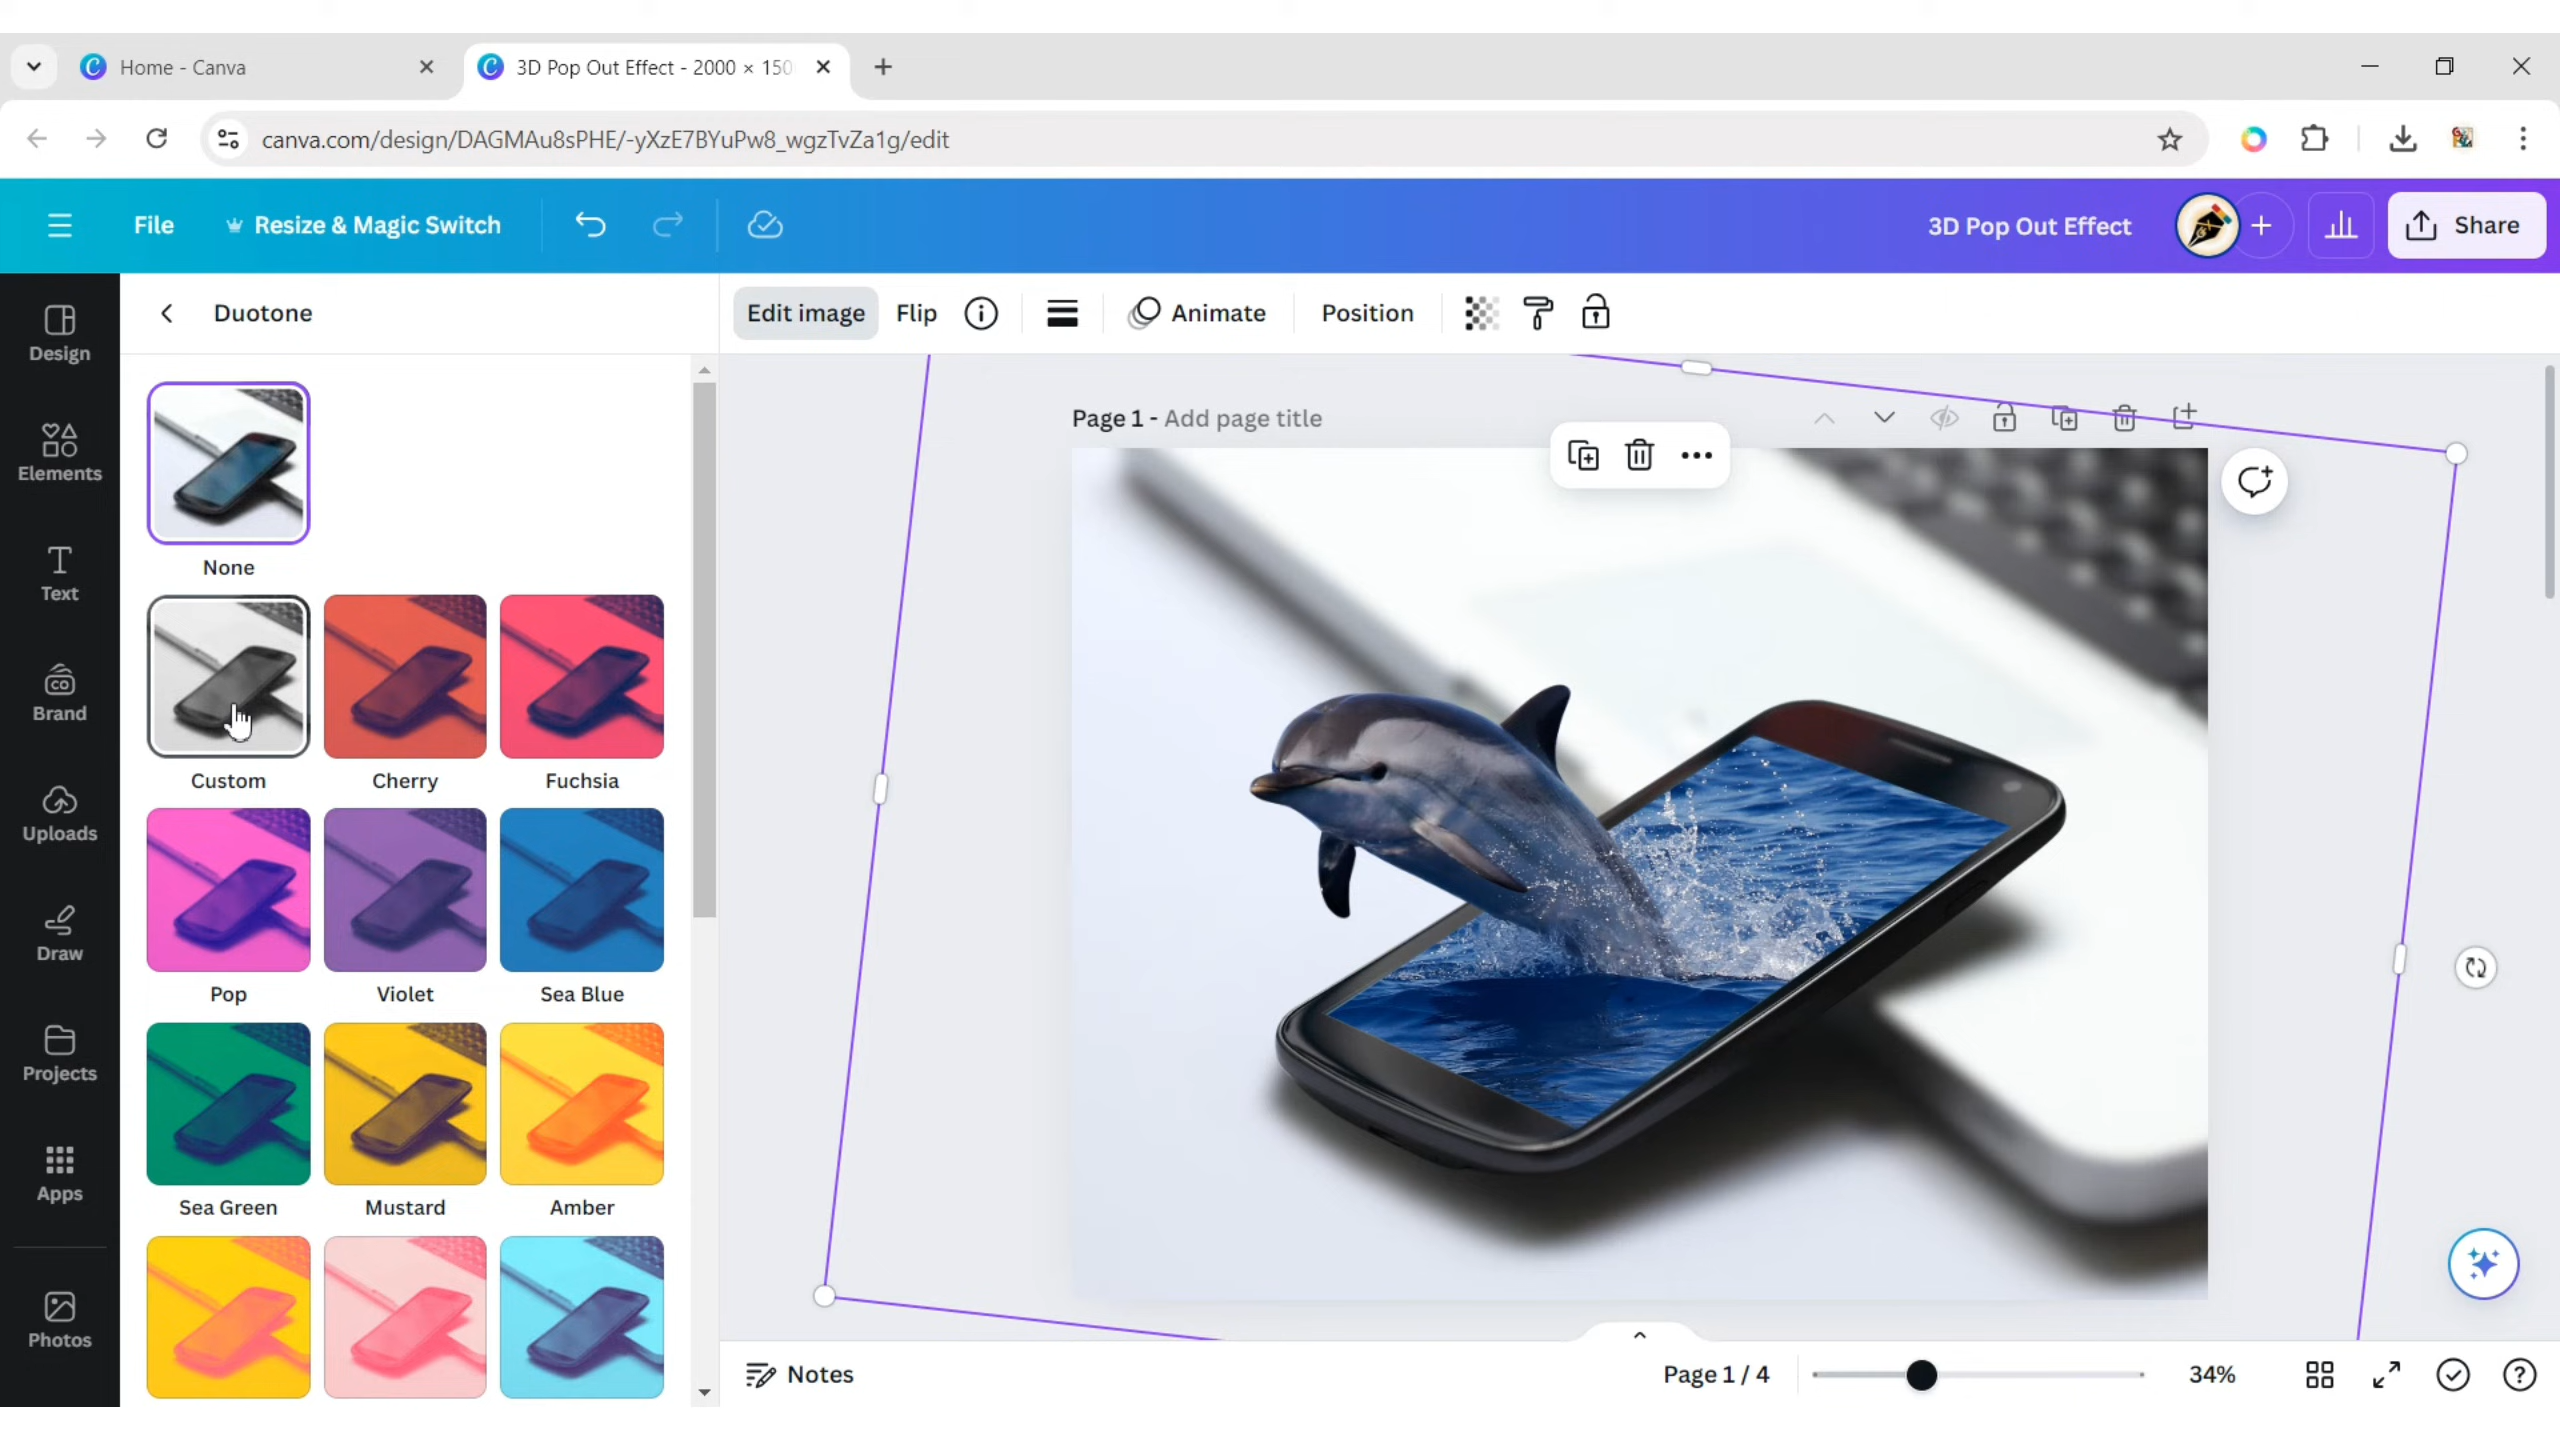 Home - Canva
3D Pop Out Effect - 2000 × 150
canva.com/design/DAGMAu8sPHE/-yXzE7BYuPw8_wgzTvZa1g/edit
File
Resize & Magic Switch
3D Pop Out Effect
Share
Design
Elements
Text
Brand
Uploads
Draw
Projects
Apps
Photos
Duotone
None
Custom
Cherry
Fuchsia
Pop
Violet
Sea Blue
Sea Green
Mustard
Amber
Edit image
Flip
Animate
Position
Page 1 - Add page title
Notes
Page 1 / 4
34%